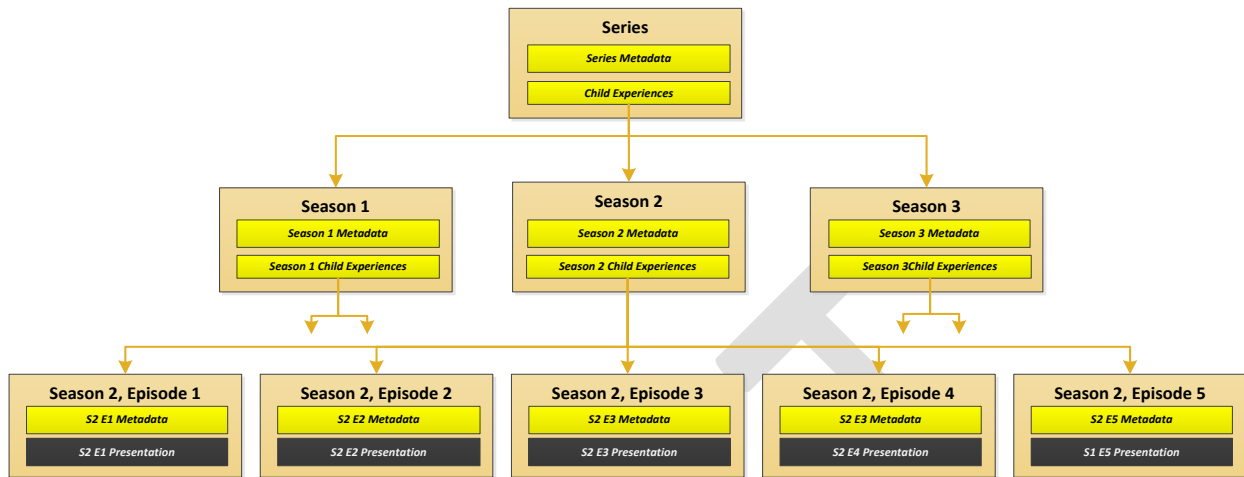 Series
Series Metadata
Child Experiences
Season 1
Season 1 Metadata
Season 1 Child Experiences
Season 2
Season 2 Metadata
Season 2 Child Experiences
Season 3
Season 3 Metadata
Season 3Child Experiences
Season 2, Episode 1
S2 E1 Metadata
S2 E1 Presentation
Season 2, Episode 2
S2 E2 Metadata
S2 E2 Presentation
Season 2, Episode 3
S2 E3 Metadata
S2 E3 Presentation
Season 2, Episode 4
S2 E3 Metadata
S2 E4 Presentation
Season 2, Episode 5
S2 E5 Metadata
S1 E5 Presentation